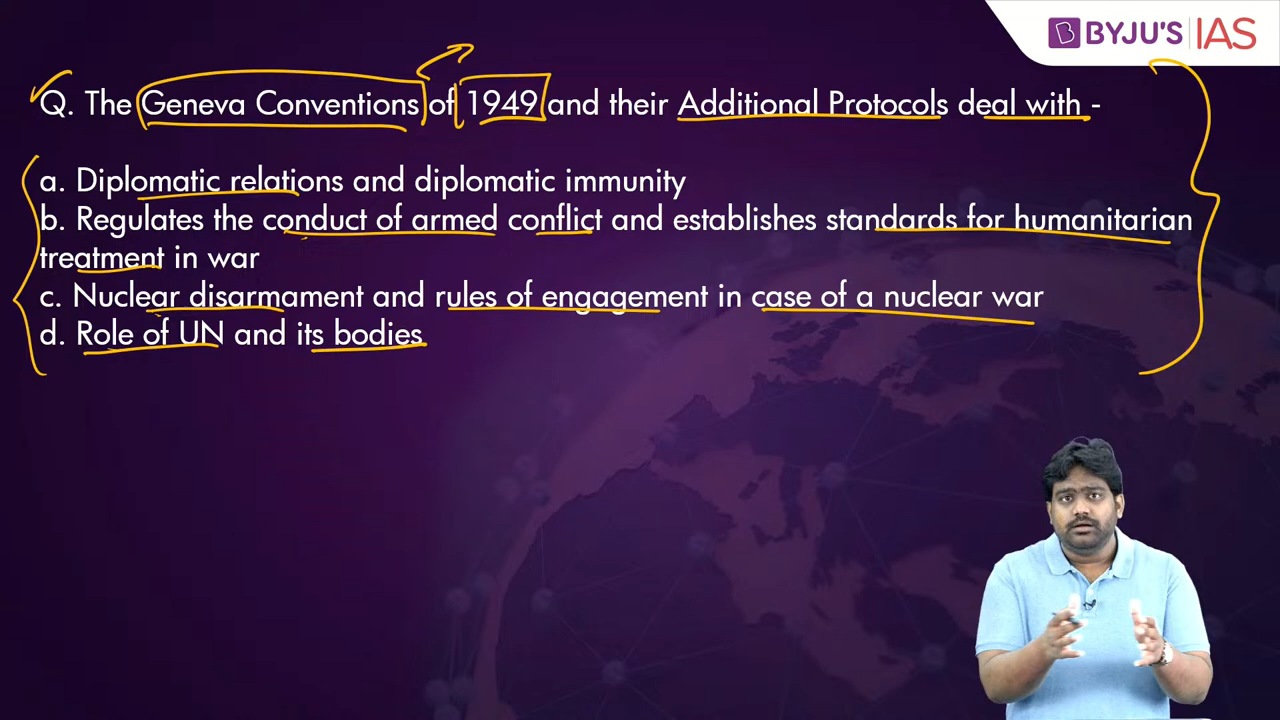 BYJU'S IAS
Q. The Geneva Conventions of 1949 and their Additional Protocols deal with -
a. Diplomatic relations and diplomatic immunity
b. Regulates the conduct of armed conflict and establishes standards for humanitarian
treatment in war
c. Nuclear disarmament and rules of engagement in case of a nuclear war
d. Role of UN and its bodies